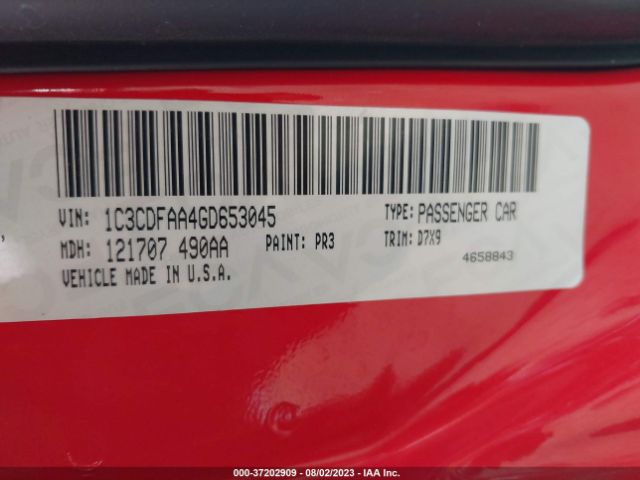 VIN: 1C3CDFAA4GD653045 TYPE: PASSENGER CAR
MDH: 121707 490AA PAINT: PR3 TRIM: D7X9
VEHICLE MADE IN U.S.A. 4658843
000-37202909 - 08/02/2023 - IAA Inc.